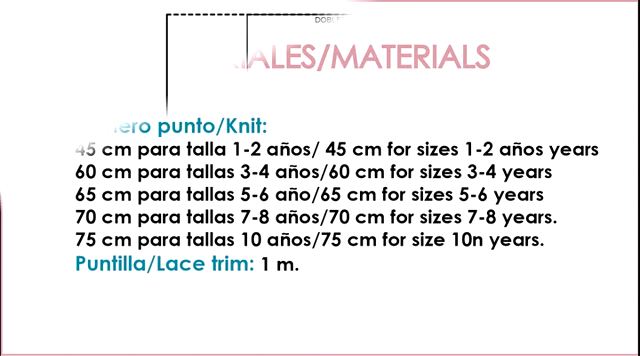 ALES/MATERIALS
ero punto/Knit:
45 cm para talla 1-2 años/ 45 cm for sizes 1-2 años years
60 cm para tallas 3-4 años/60 cm for sizes 3-4 years
65 cm para tallas 5-6 año/65 cm for sizes 5-6 years
70 cm para tallas 7-8 años/70 cm for sizes 7-8 years.
75 cm para tallas 10 años/75 cm for size 10n years.
Puntilla/Lace trim: 1 m.